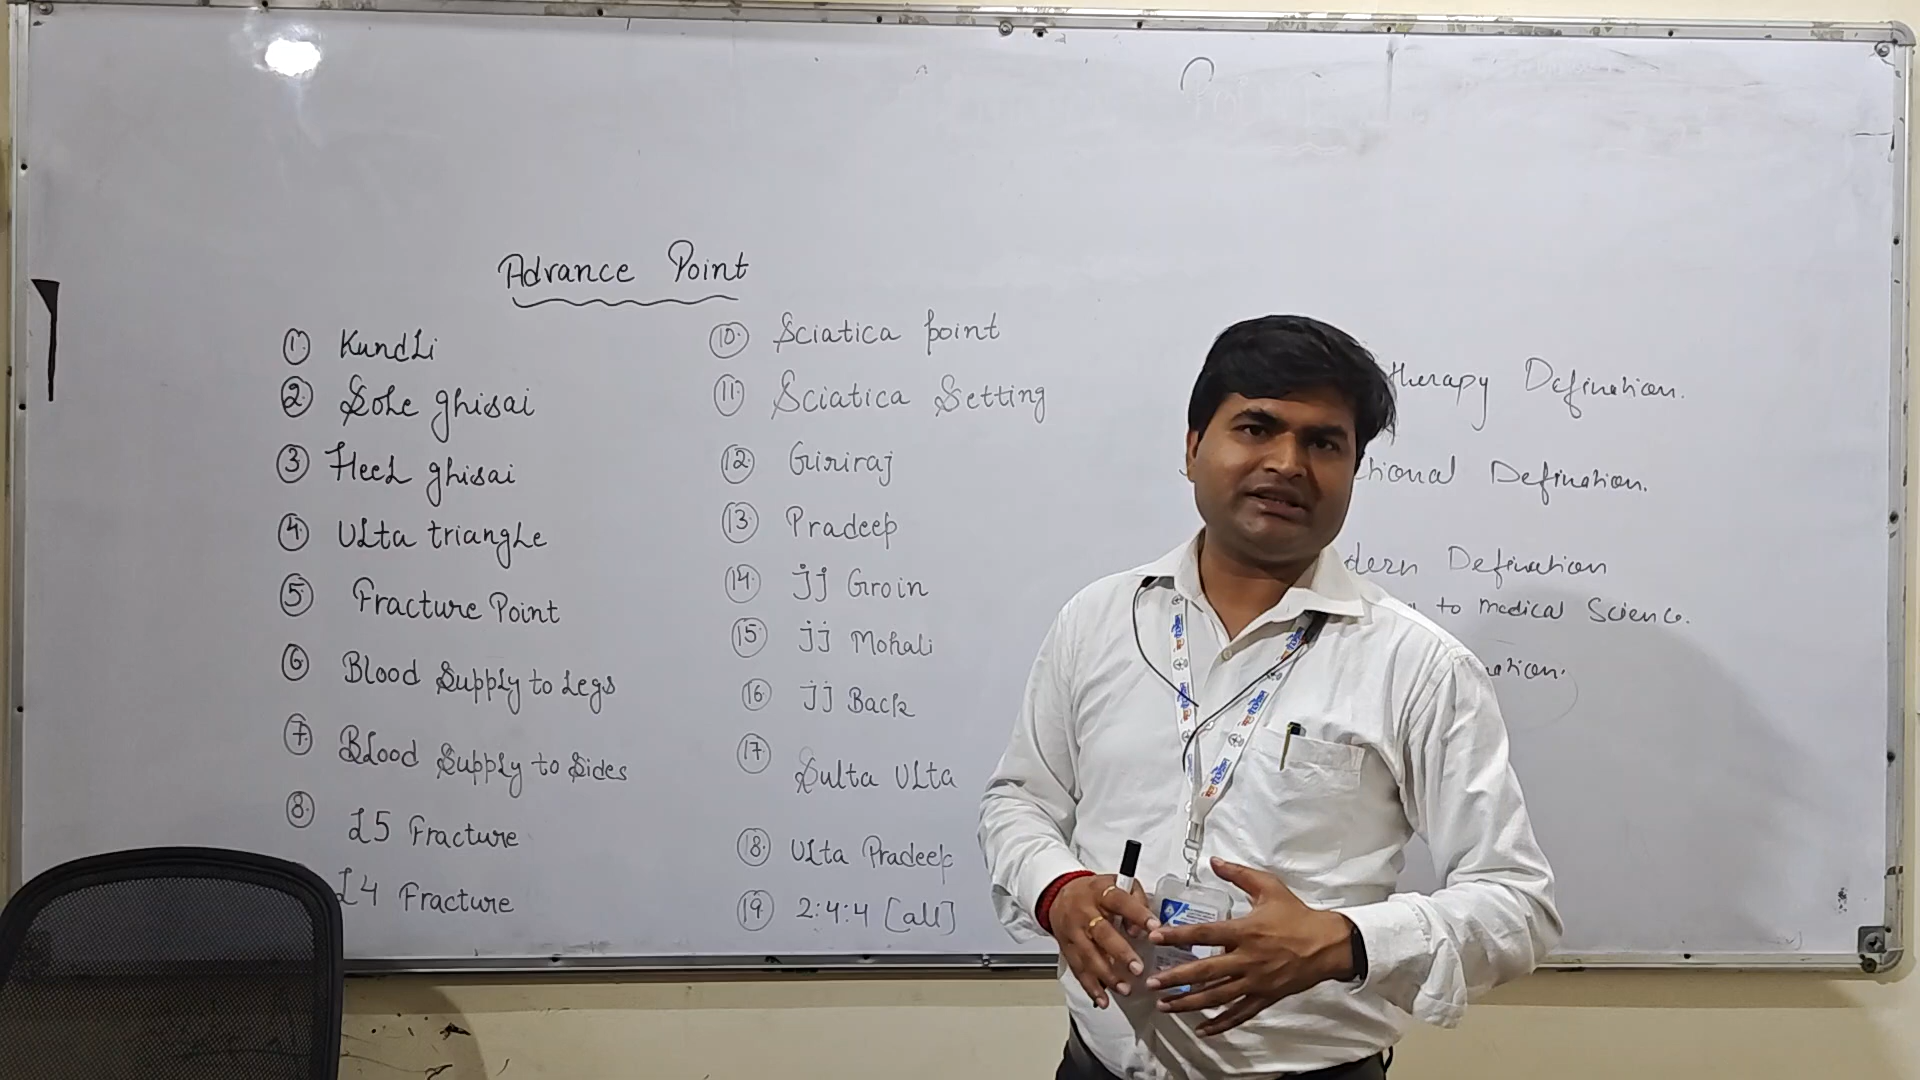 Advance Point
1. Kundli
2. Sole ghisai
3 Heel ghisai
4. Ulta triangle
5. Fracture Point
6. Blood Supply to Legs
7. Blood Supply to Sides
8. L5 Fracture
L4 Fracture
10. Sciatica point
11. Sciatica Setting
12. Giriraj
13. Pradeep
14. jj Groin
15. jj Mohali
16. jj Back
17. Sulta Ulta
18. Ulta Pradeep
19. 2:4:4 [all]
therapy Defination.
tional Defination.
dern Defination
to medical Science.
nation.